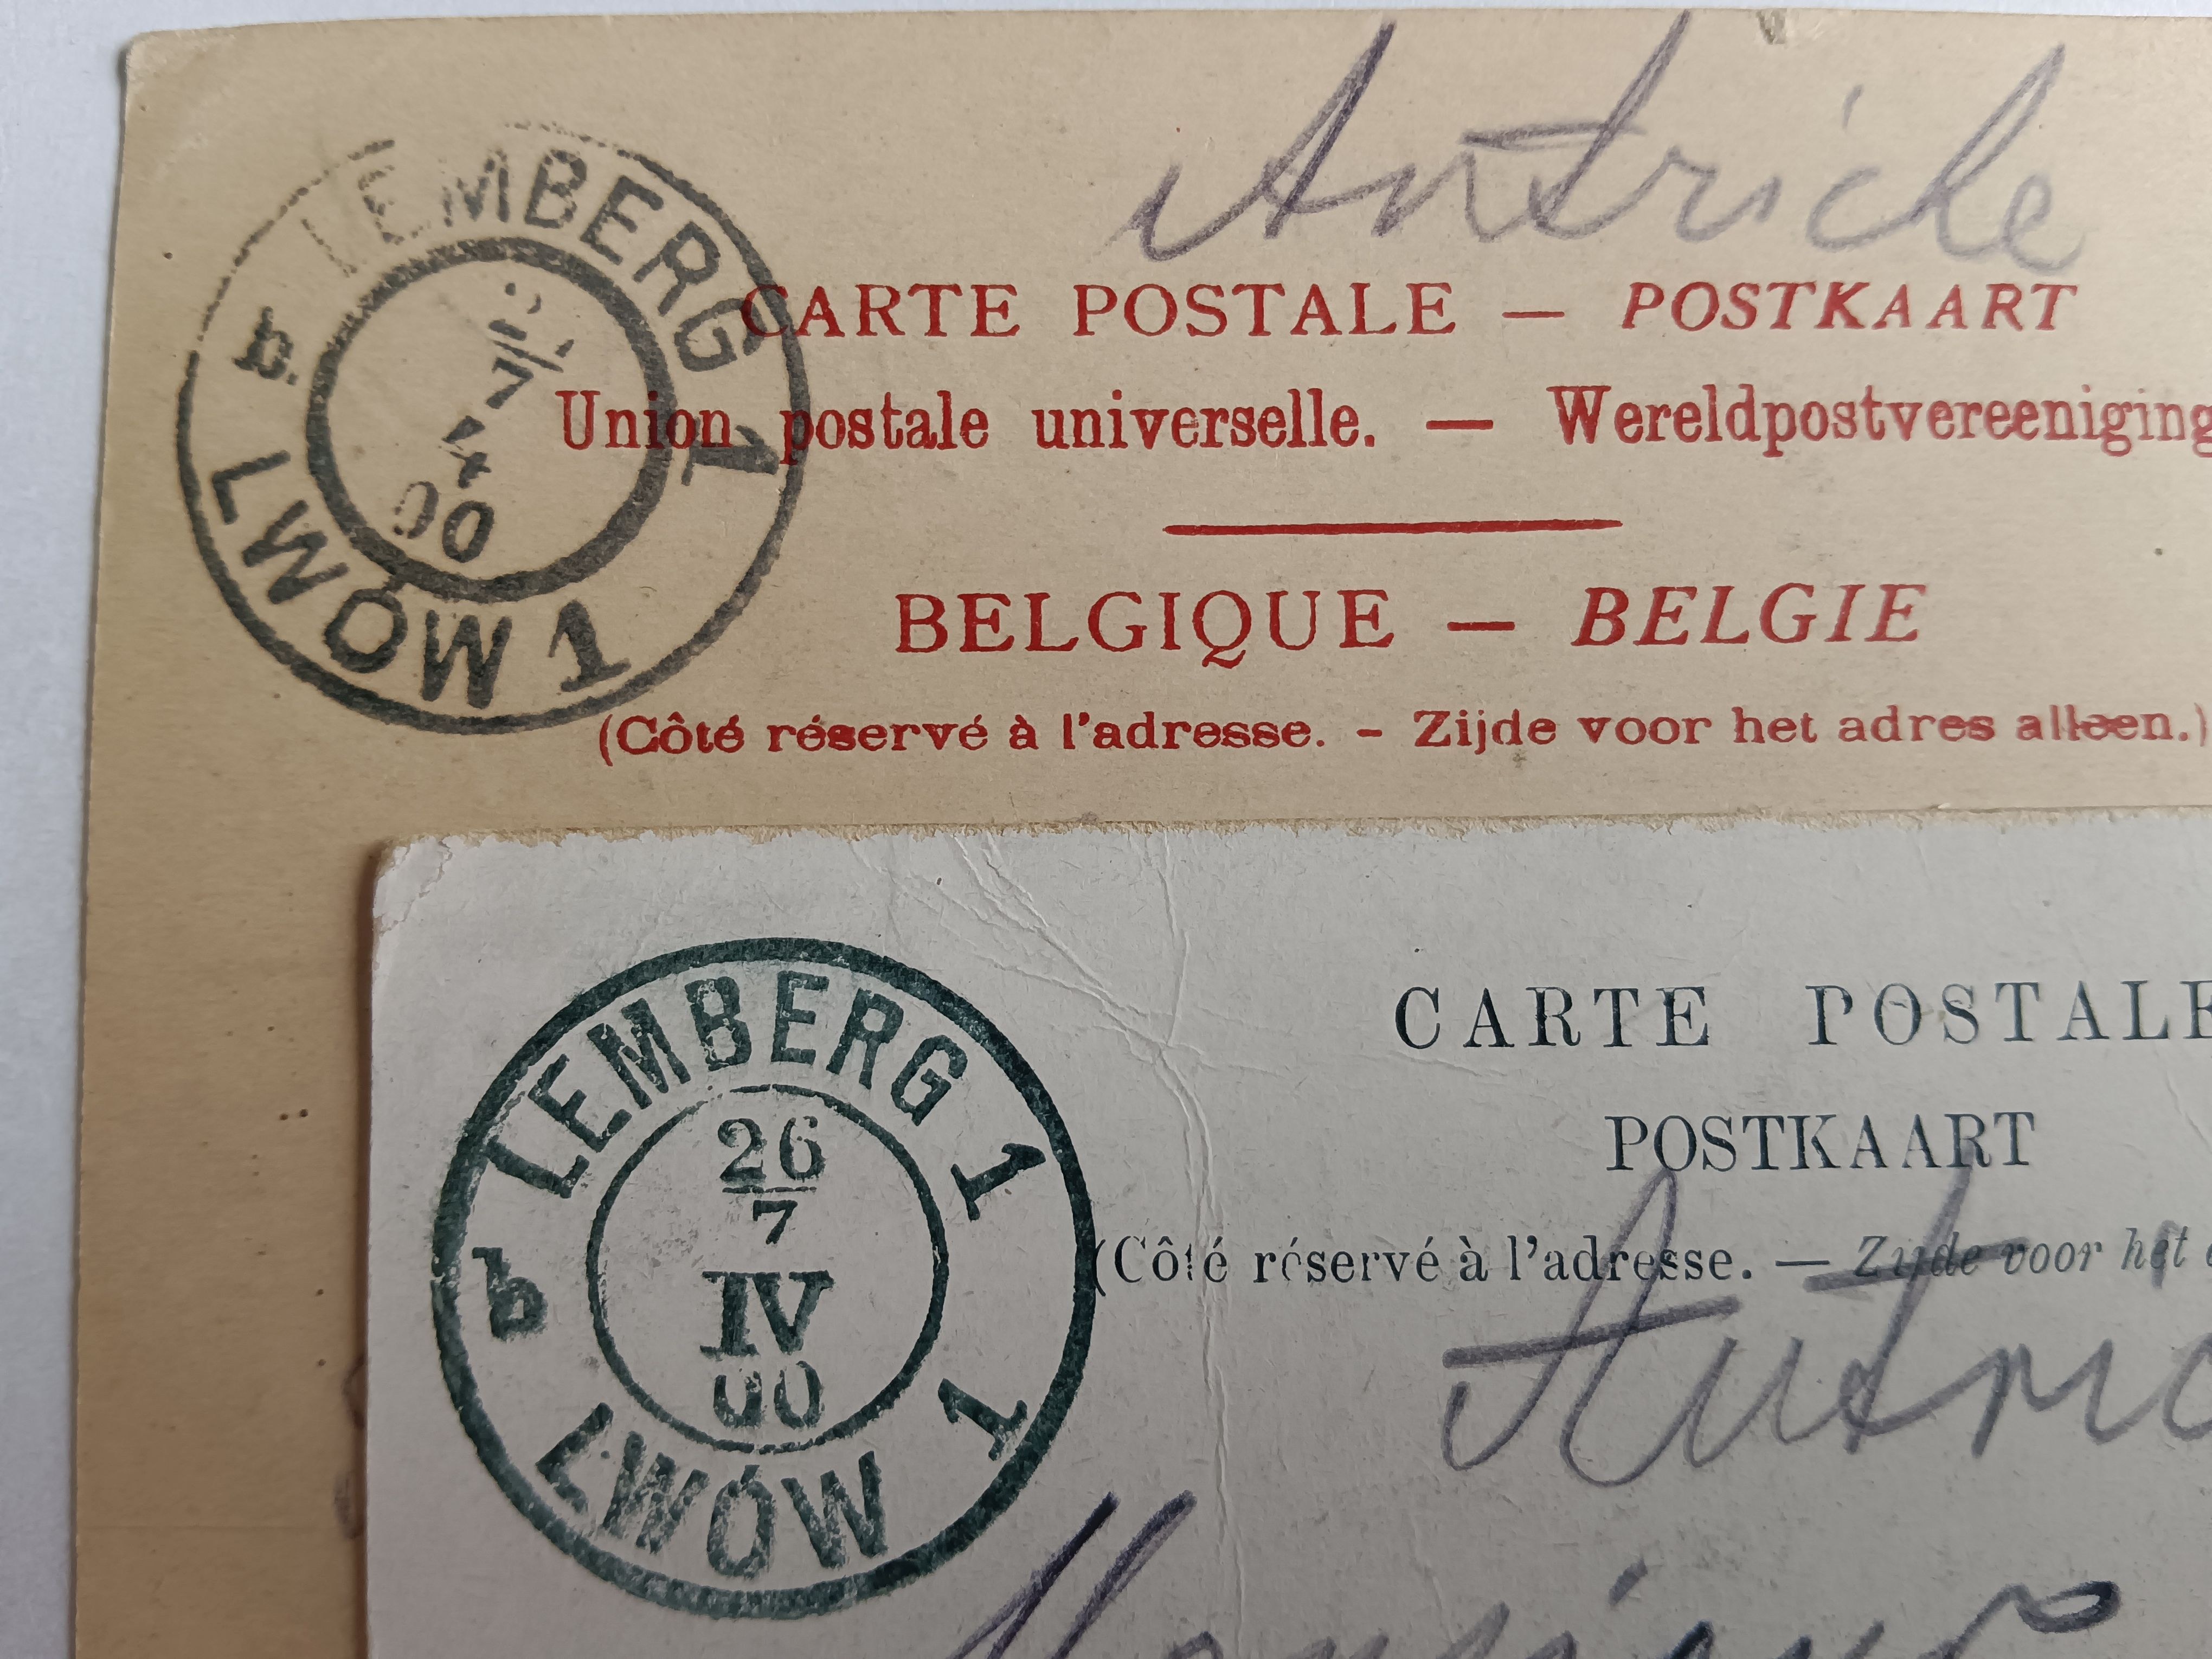 Autriche
LEMBERG 1
b.
7
4
00
LWÓW 1
CARTE POSTALE — POSTKAART
Union postale universelle. — Wereldpostvereeniging
BELGIQUE — BELGIE
(Côté réservé à l'adresse. - Zijde voor het adres alleen.)
LEMBERG 1
26
7
IV
00
b
LWÓW 1
CARTE POSTALE
POSTKAART
(Côté réservé à l'adresse. — Zijde voor het
Autric
Monsieur